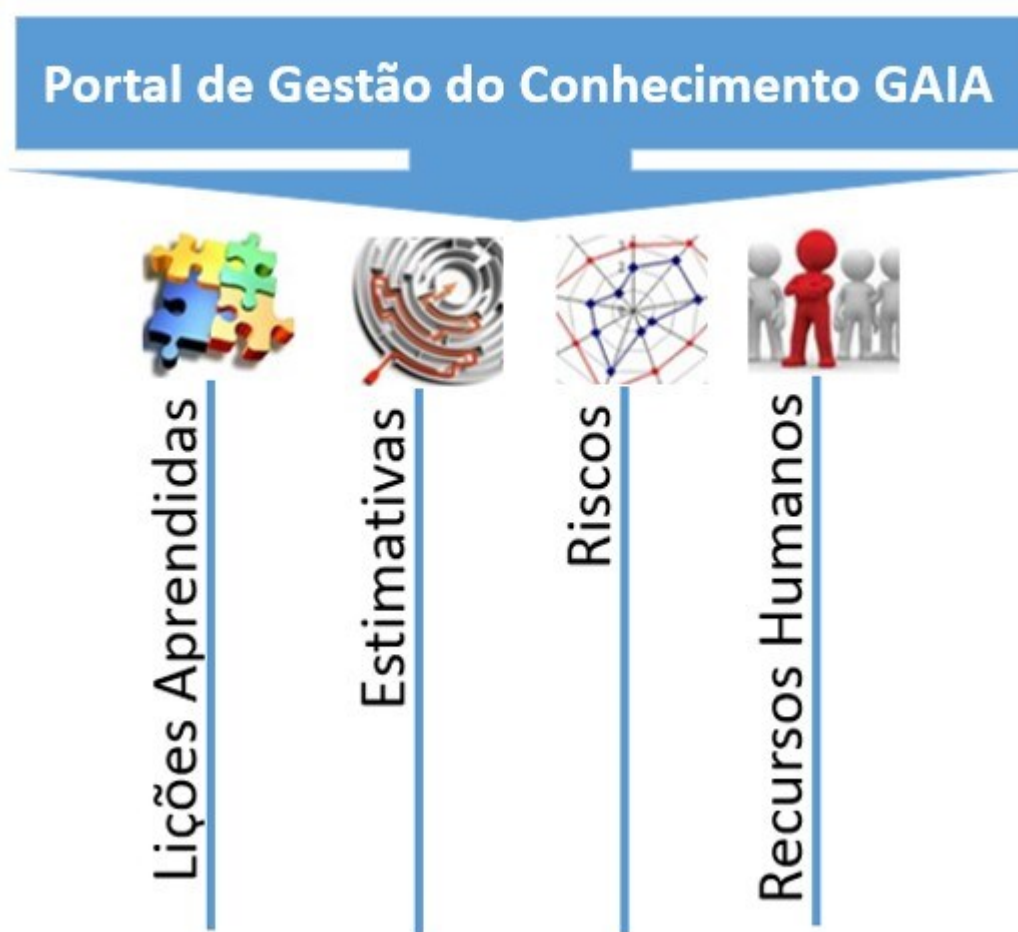 Portal de Gestão do Conhecimento GAIA
Lições Aprendidas
Estimativas
Riscos
Recursos Humanos